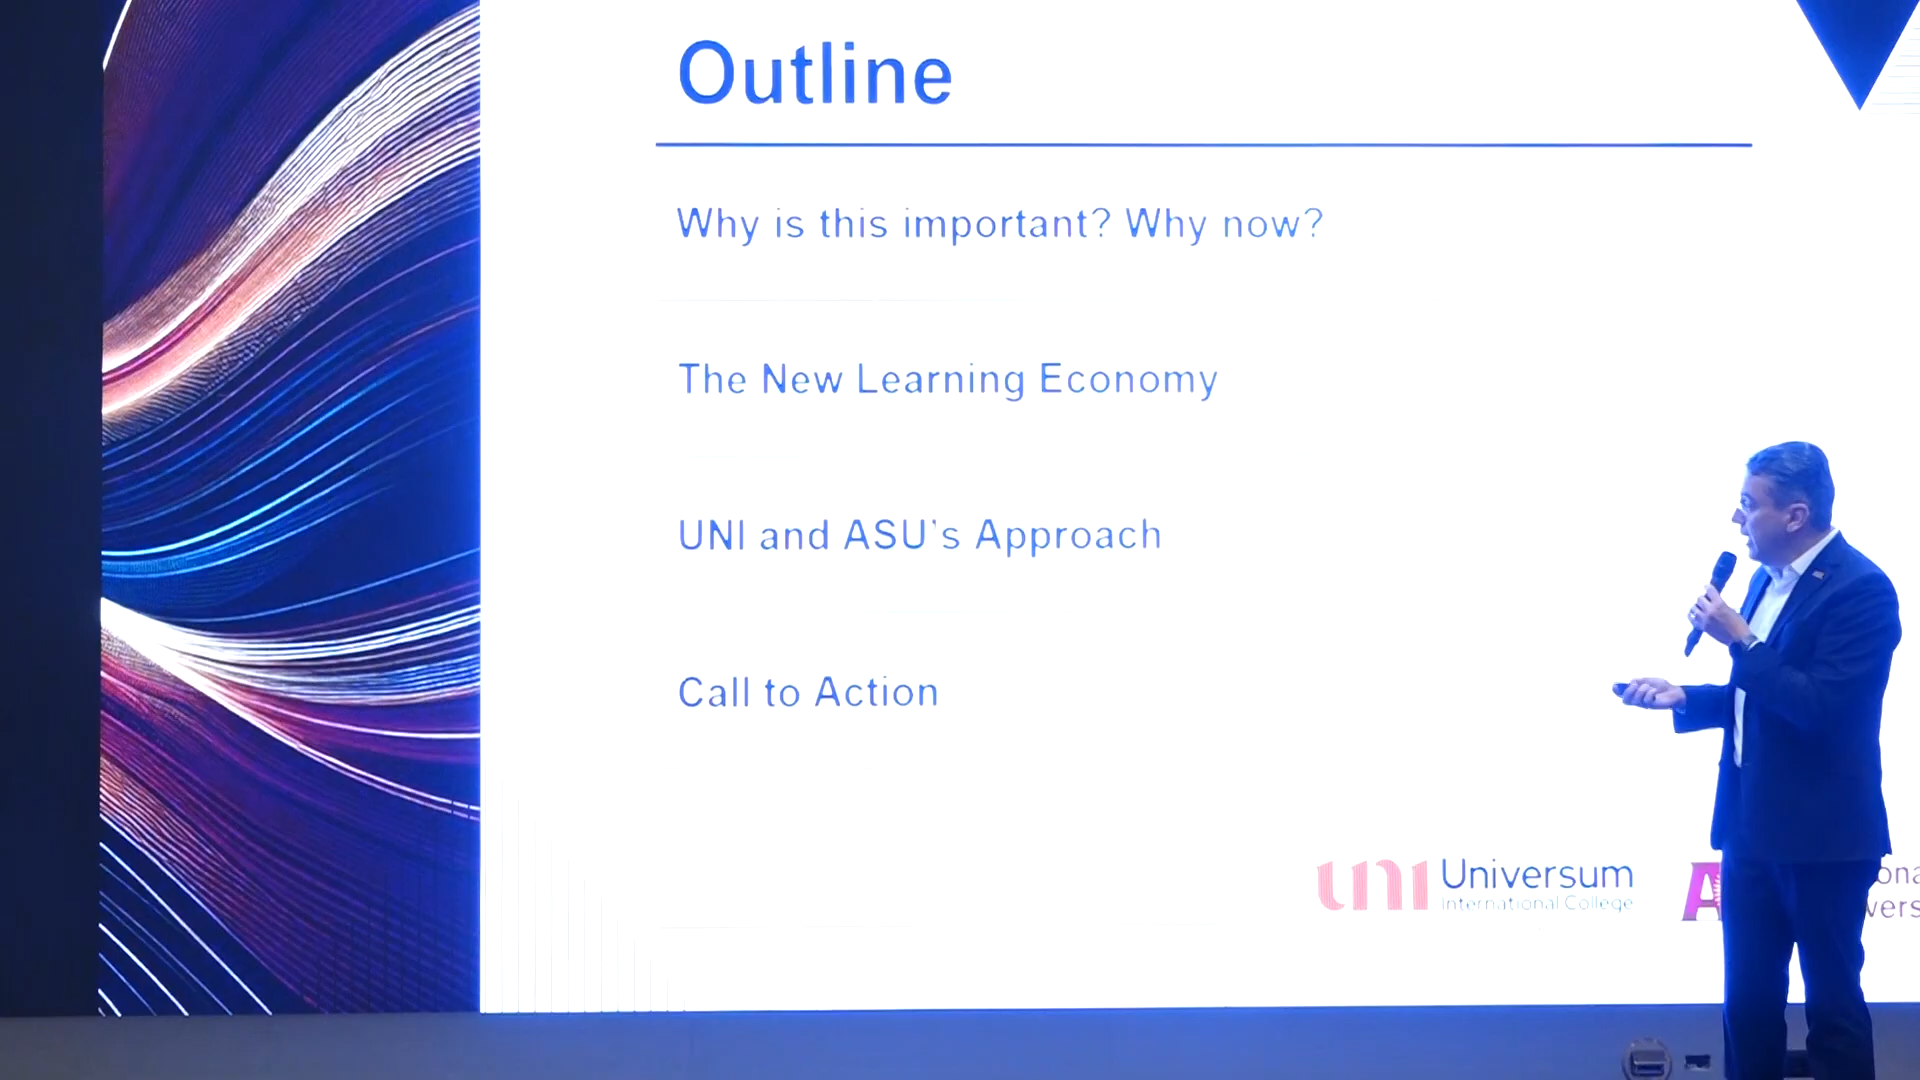 Outline
Why is this important? Why now?
The New Learning Economy
UNI and ASU's Approach
Call to Action
uni Universum
International College
A